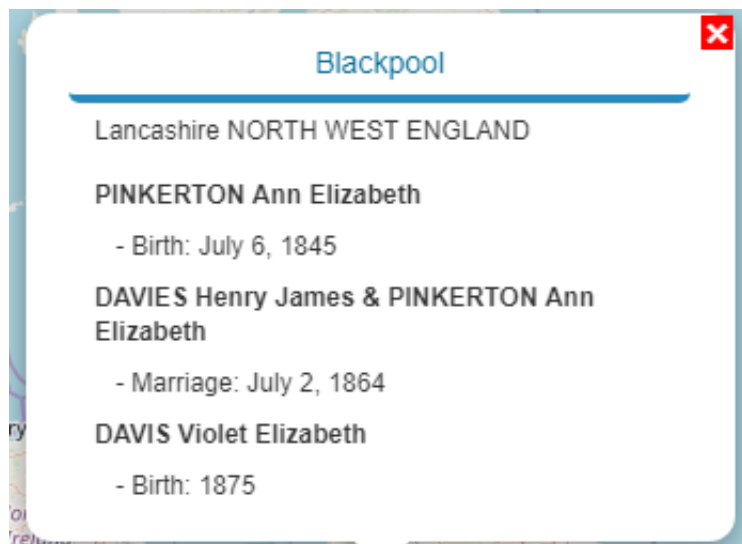 Blackpool
Lancashire NORTH WEST ENGLAND
PINKERTON Ann Elizabeth
- Birth: July 6, 1845
DAVIES Henry James & PINKERTON Ann
Elizabeth
- Marriage: July 2, 1864
DAVIS Violet Elizabeth
- Birth: 1875
ry